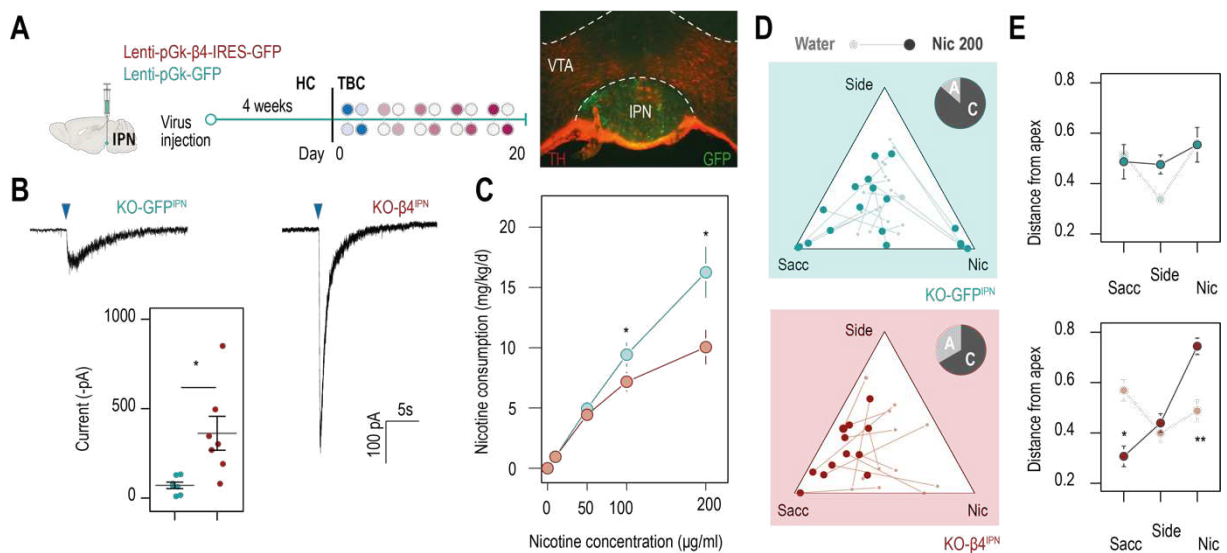 A
Lenti-pGk-β4-IRES-GFP
Lenti-pGk-GFP
IPN
Virus
injection
4 weeks
HC
TBC
Day
0
20
VTA
IPN
TH
GFP
B
KO-GFPᴵᴾᴺ
KO-β4ᴵᴾᴺ
1000
500
0
Current (-pA)
*
100 pA
5s
C
20
15
10
5
0
Nicotine consumption (mg/kg/d)
*
*
0
50
100
200
Nicotine concentration (µg/ml)
D
Water
Nic 200
Side
A
C
Sacc
Nic
KO-GFPᴵᴾᴺ
Side
A
C
Sacc
Nic
KO-β4ᴵᴾᴺ
E
0.8
0.6
0.4
0.2
Distance from apex
Sacc
Side
Nic
0.8
0.6
0.4
0.2
Distance from apex
*
**
Sacc
Side
Nic